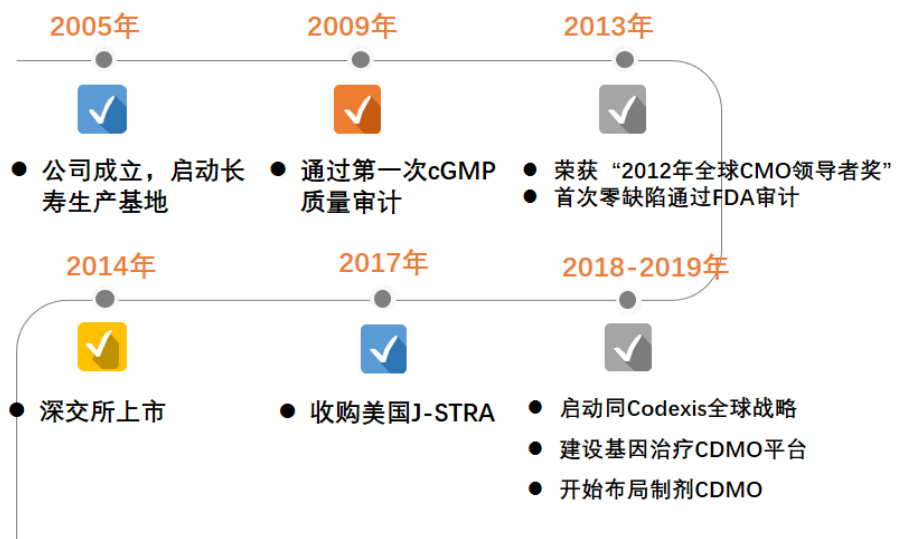 2005年
2009年
2013年
● 公司成立，启动长
寿生产基地
● 通过第一次cGMP
质量审计
● 荣获“2012年全球CMO领导者奖”
● 首次零缺陷通过FDA审计
2014年
2017年
2018-2019年
● 深交所上市
● 收购美国J-STRA
● 启动同Codexis全球战略
● 建设基因治疗CDMO平台
● 开始布局制剂CDMO